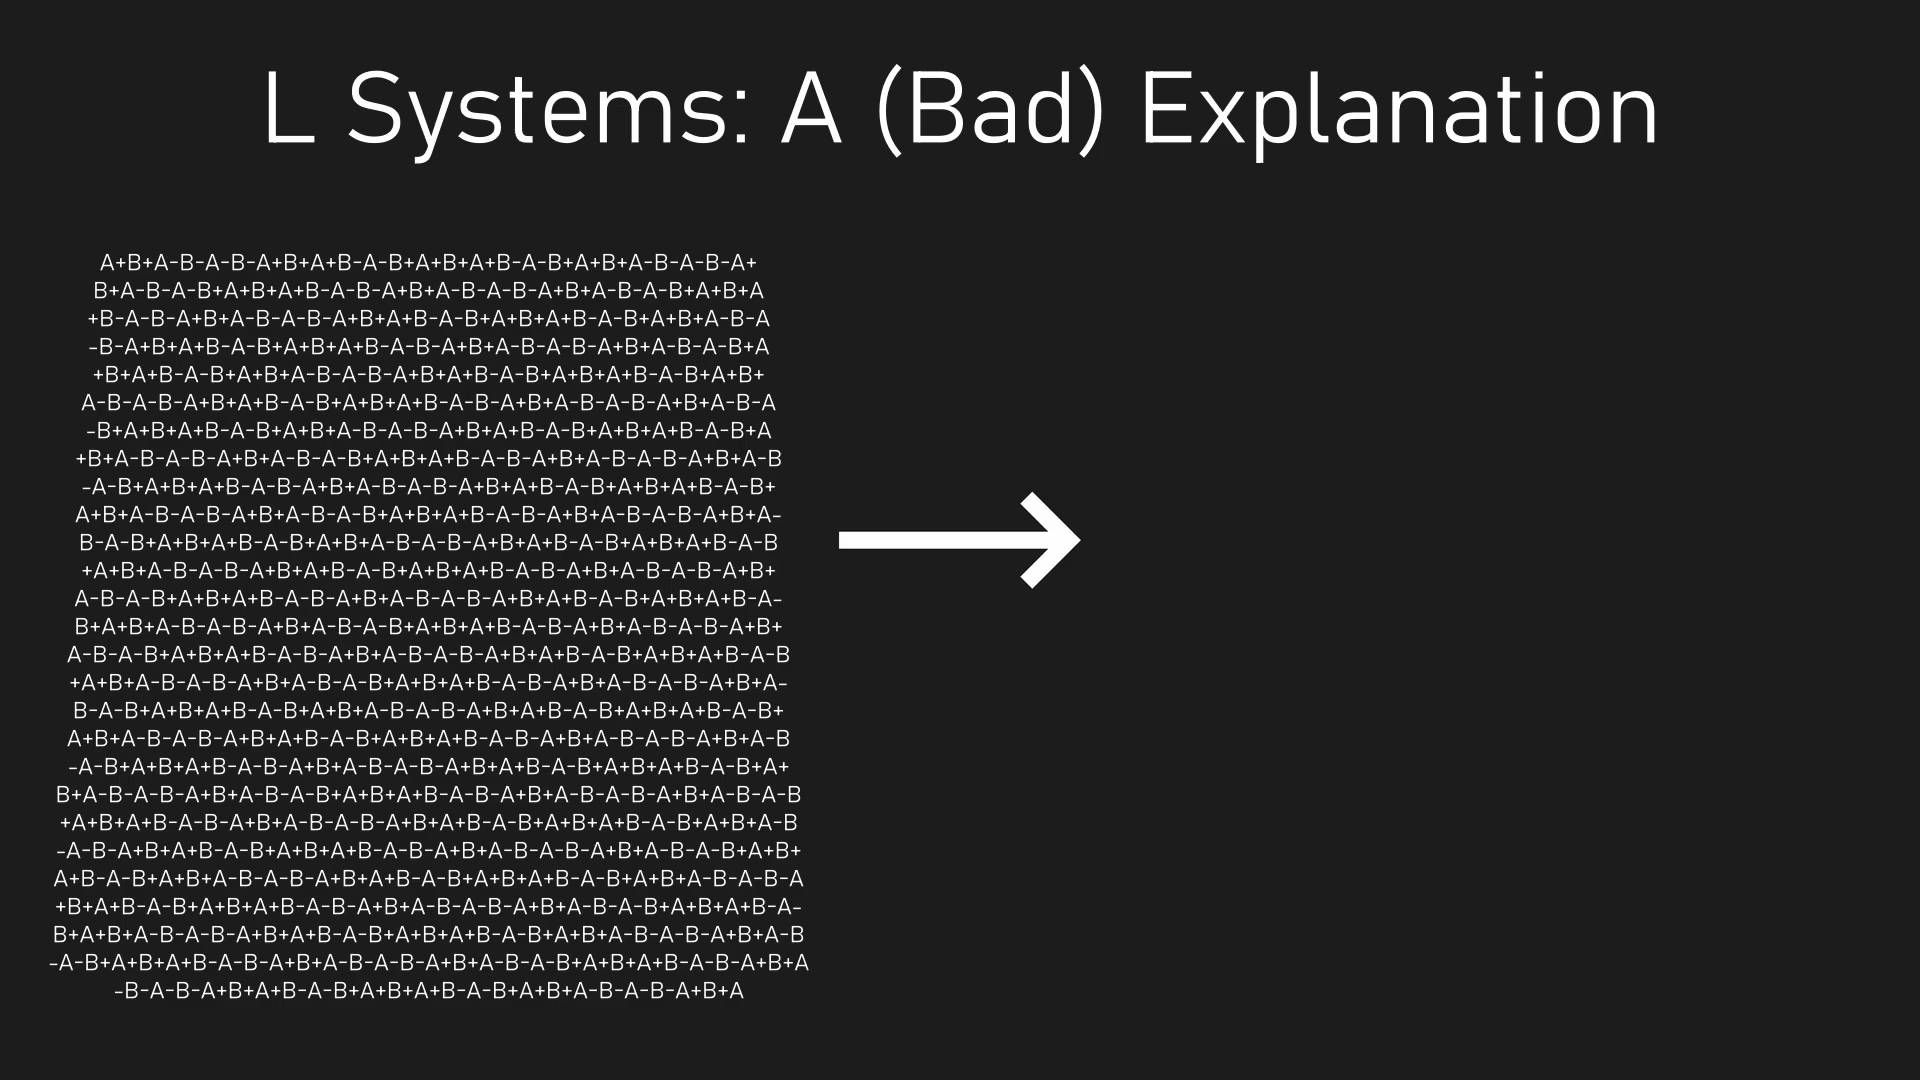 L Systems: A (Bad) Explanation
A+B+A-B-A-B-A+B+A+B-A-B+A+B+A+B-A-B+A+B+A-B-A-B-A+
B+A-B-A-B+A+B+A+B-A-B-A+B+A-B-A-B-A+B+A-B-A-B+A+B+A
+B-A-B-A+B+A-B-A-B-A+B+A+B-A-B+A+B+A+B-A-B+A+B+A-B-A
-B-A+B+A+B-A-B+A+B+A+B-A-B-A+B+A-B-A-B-A+B+A-B-A-B+A
+B+A+B-A-B+A+B+A-B-A-B-A+B+A+B-A-B+A+B+A+B-A-B+A+B+
A-B-A-B-A+B+A+B-A-B+A+B+A+B-A-B-A+B+A-B-A-B-A+B+A-B-A
-B+A+B+A+B-A-B+A+B+A-B-A-B-A+B+A+B-A-B+A+B+A+B-A-B+A
+B+A-B-A-B-A+B+A-B-A-B+A+B+A+B-A-B-A+B+A-B-A-B-A+B+A-B
-A-B+A+B+A+B-A-B-A+B+A-B-A-B-A+B+A+B-A-B+A+B+A+B-A-B+
A+B+A-B-A-B-A+B+A-B-A-B+A+B+A+B-A-B-A+B+A-B-A-B-A+B+A-
B-A-B+A+B+A+B-A-B+A+B+A-B-A-B-A+B+A+B-A-B+A+B+A+B-A-B
+A+B+A-B-A-B-A+B+A+B-A-B+A+B+A+B-A-B-A+B+A-B-A-B-A+B+
A-B-A-B+A+B+A+B-A-B-A+B+A-B-A-B-A+B+A+B-A-B+A+B+A+B-A-
B+A+B+A-B-A-B-A+B+A-B-A-B+A+B+A+B-A-B-A+B+A-B-A-B-A+B+
A-B-A-B+A+B+A+B-A-B-A+B+A-B-A-B-A+B+A+B-A-B+A+B+A+B-A-B
+A+B+A-B-A-B-A+B+A-B-A-B+A+B+A+B-A-B-A+B+A-B-A-B-A+B+A-
B-A-B+A+B+A+B-A-B+A+B+A-B-A-B-A+B+A+B-A-B+A+B+A+B-A-B+
A+B+A-B-A-B-A+B+A+B-A-B+A+B+A+B-A-B-A+B+A-B-A-B-A+B+A-B
-A-B+A+B+A+B-A-B-A+B+A-B-A-B-A+B+A+B-A-B+A+B+A+B-A-B+A+
B+A-B-A-B-A+B+A-B-A-B+A+B+A+B-A-B-A+B+A-B-A-B-A+B+A-B-A-B
+A+B+A+B-A-B-A+B+A-B-A-B-A+B+A+B-A-B+A+B+A+B-A-B+A+B+A-B
-A-B-A+B+A+B-A-B+A+B+A+B-A-B-A+B+A-B-A-B-A+B+A-B-A-B+A+B+
A+B-A-B+A+B+A-B-A-B-A+B+A+B-A-B+A+B+A+B-A-B+A+B+A-B-A-B-A
+B+A+B-A-B+A+B+A+B-A-B-A+B+A-B-A-B-A+B+A-B-A-B+A+B+A+B-A-
B+A+B+A-B-A-B-A+B+A+B-A-B+A+B+A+B-A-B+A+B+A-B-A-B-A+B+A-B
-A-B+A+B+A+B-A-B-A+B+A-B-A-B-A+B+A-B-A-B+A+B+A+B-A-B-A+B+A
-B-A-B-A+B+A+B-A-B+A+B+A+B-A-B+A+B+A-B-A-B-A+B+A